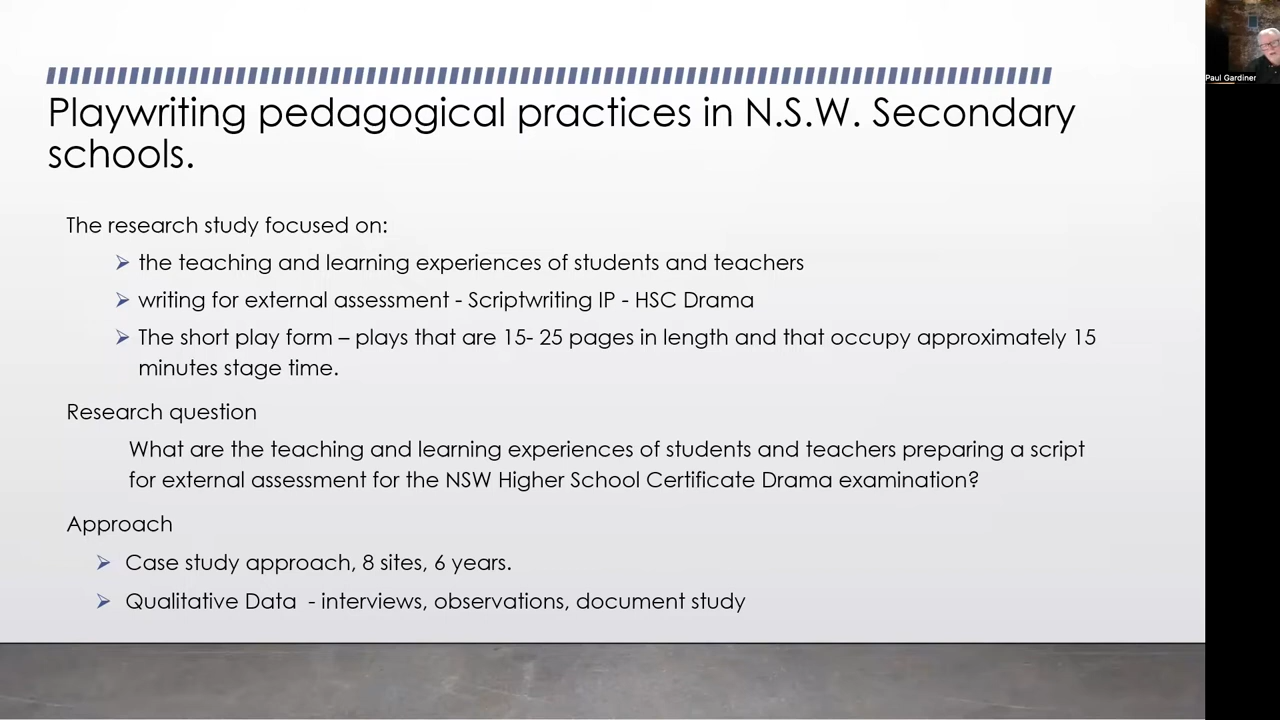 Playwriting pedagogical practices in N.S.W. Secondary
schools.
The research study focused on:
the teaching and learning experiences of students and teachers
writing for external assessment - Scriptwriting IP - HSC Drama
The short play form – plays that are 15- 25 pages in length and that occupy approximately 15
minutes stage time.
Research question
What are the teaching and learning experiences of students and teachers preparing a script
for external assessment for the NSW Higher School Certificate Drama examination?
Approach
Case study approach, 8 sites, 6 years.
Qualitative Data - interviews, observations, document study
Paul Gardiner